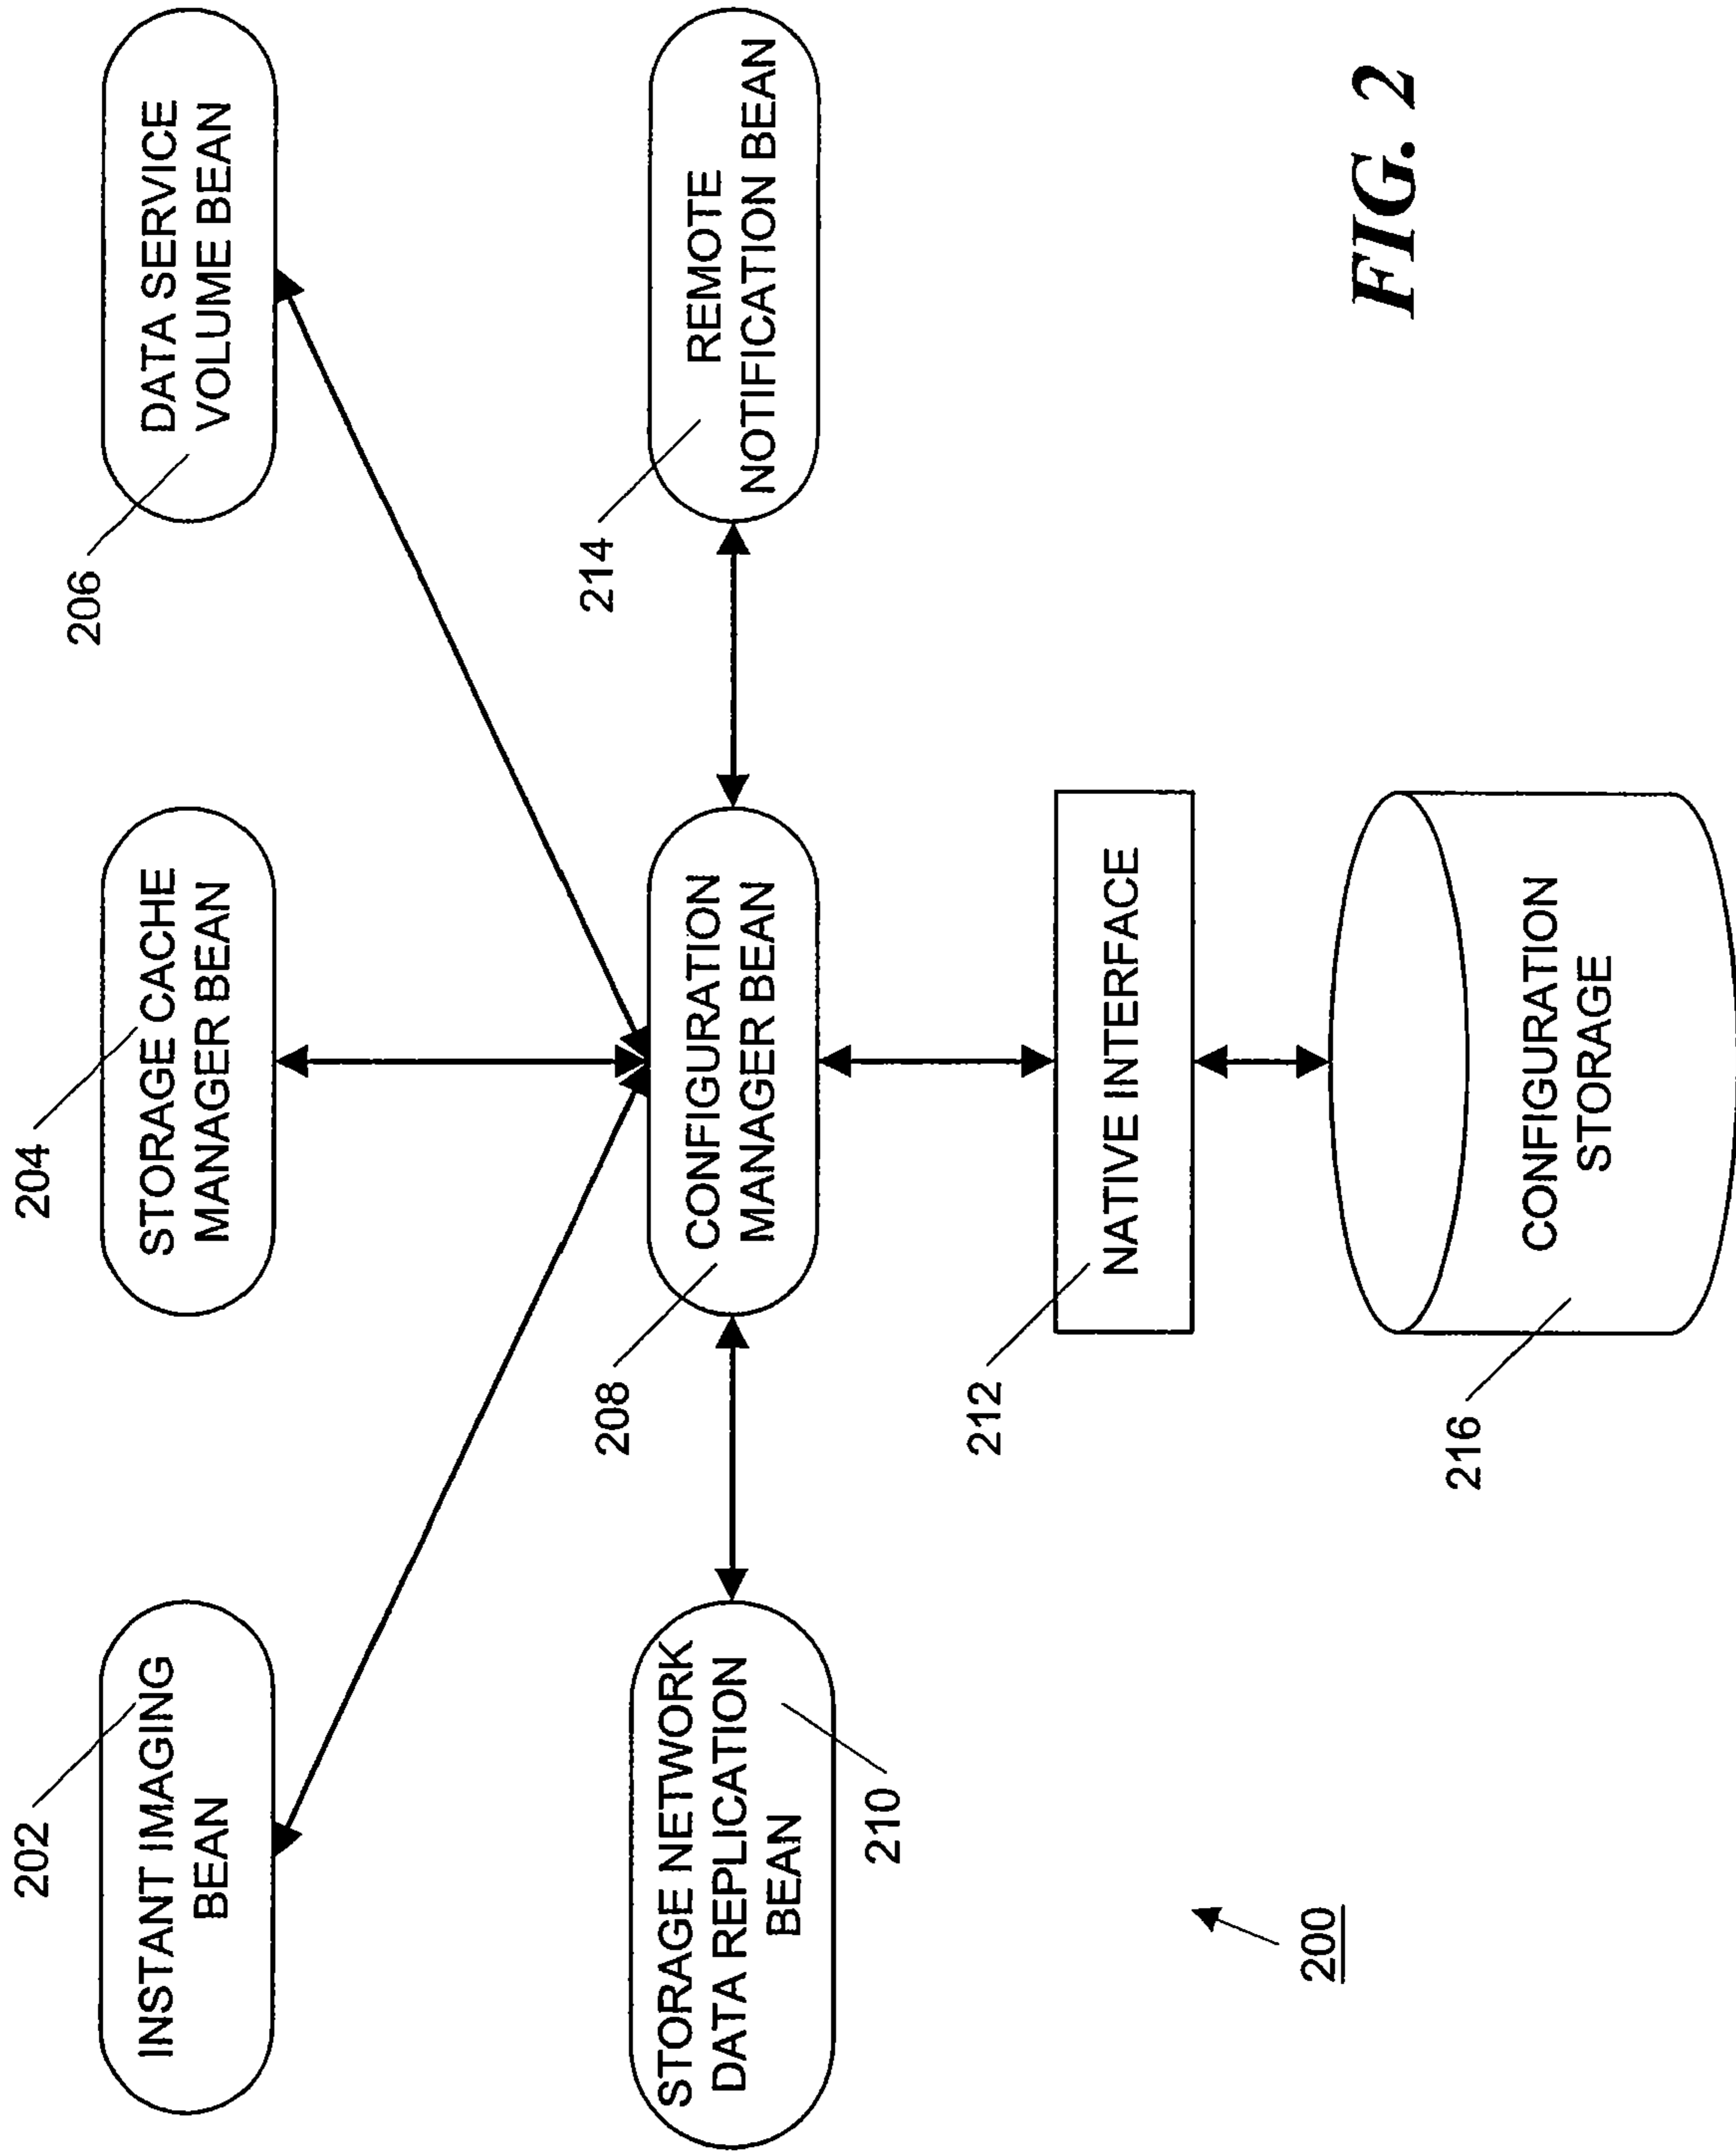 202
INSTANT IMAGING
BEAN
204
STORAGE CACHE
MANAGER BEAN
206
DATA SERVICE
VOLUME BEAN
STORAGE NETWORK
DATA REPLICATION
BEAN
210
208
CONFIGURATION
MANAGER BEAN
214
REMOTE
NOTIFICATION BEAN
212
NATIVE INTERFACE
216
CONFIGURATION
STORAGE
200
FIG. 2